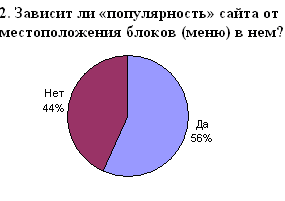 2. Зависит ли «популярность» сайта от
местоположения блоков (меню) в нем?
Нет
44%
Да
56%